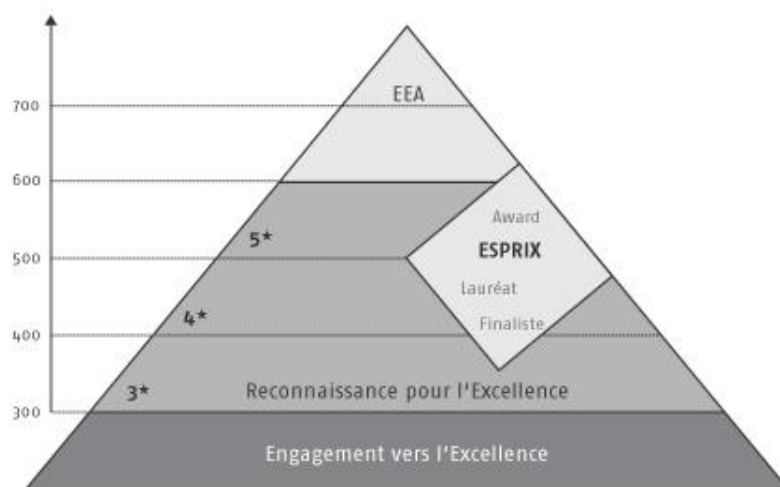 700
EEA
600
Award
5*
ESPRIX
500
Lauréat
4*
Finaliste
400
3*
Reconnaissance pour l'Excellence
300
Engagement vers l'Excellence